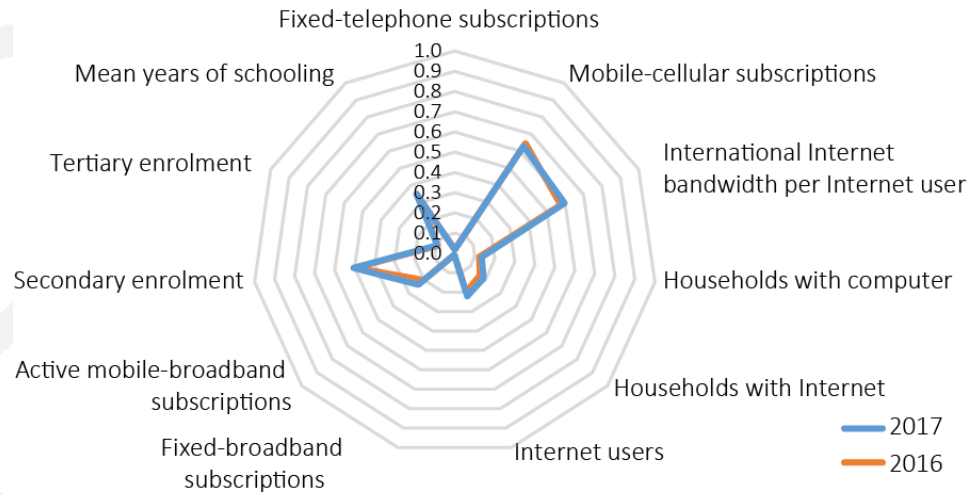 Fixed-telephone subscriptions
Mobile-cellular subscriptions
International Internet
bandwidth per Internet user
Households with computer
Households with Internet
Internet users
Fixed-broadband
subscriptions
Active mobile-broadband
subscriptions
Secondary enrolment
Tertiary enrolment
Mean years of schooling
1.0
0.9
0.8
0.7
0.6
0.5
0.4
0.3
0.2
0.1
0.0
2017
2016